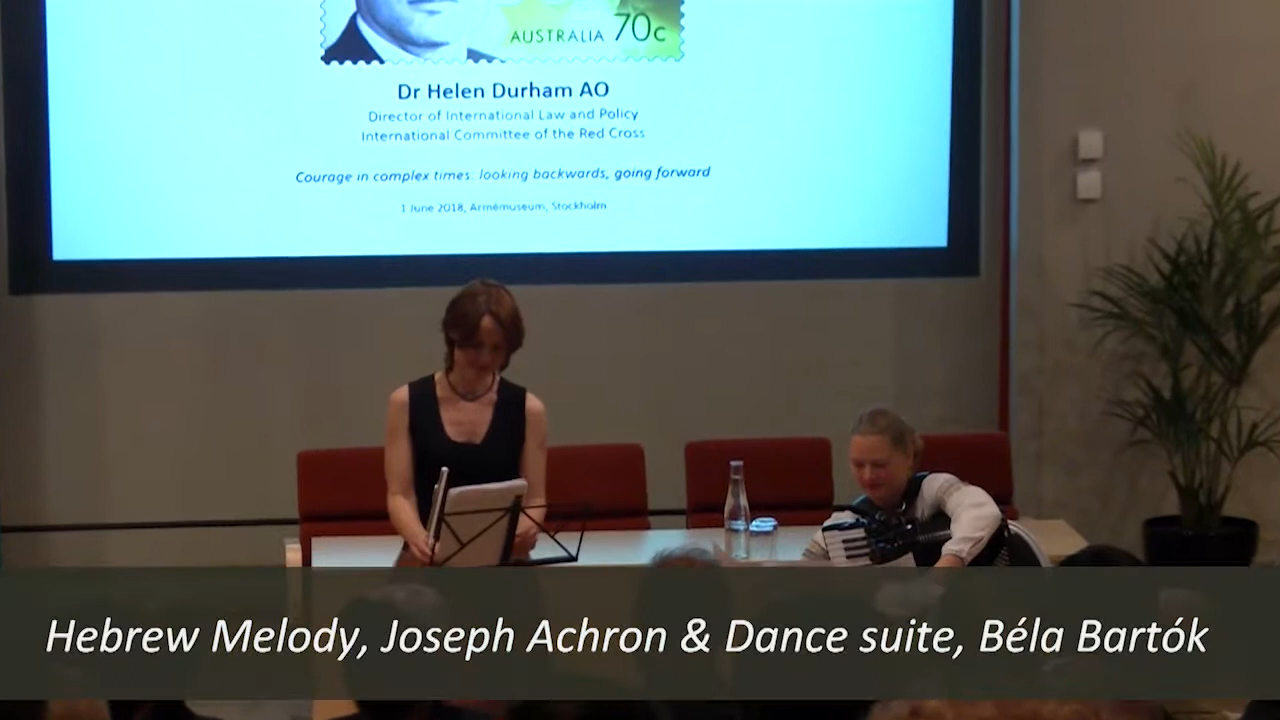 AUSTRALIA 70c
Dr Helen Durham AO
Director of International Law and Policy
International Committee of the Red Cross
Courage in complex times: looking backwards, going forward
1 June 2018, Armémuseum, Stockholm
Hebrew Melody, Joseph Achron & Dance suite, Béla Bartók